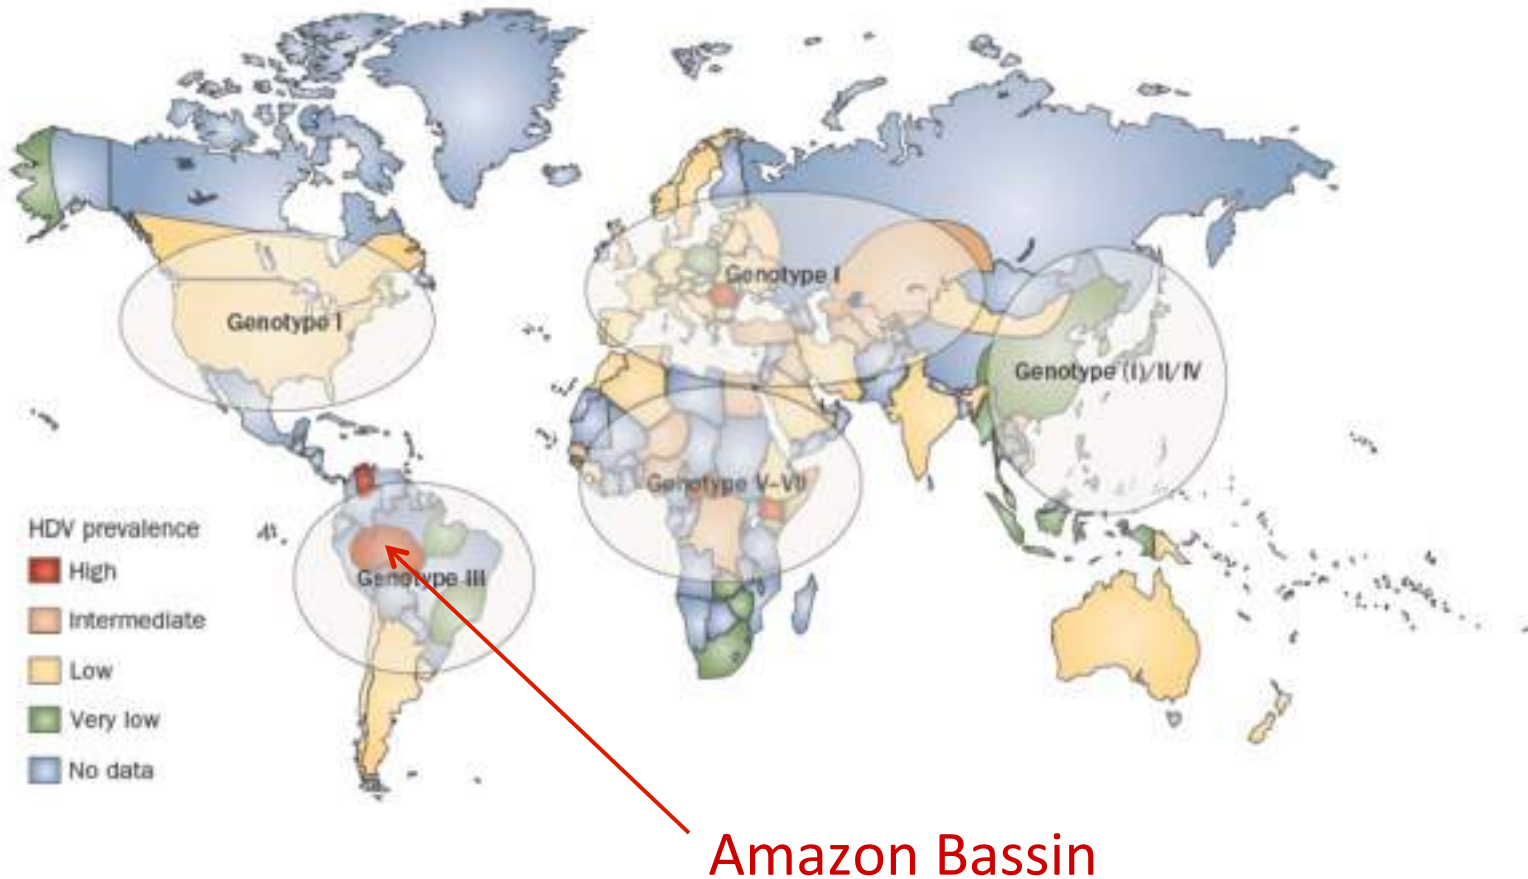 Genotype I
Genotype I
Genotype (I)/II/IV
Genotype V–VII
Genotype III
HDV prevalence
High
Intermediate
Low
Very low
No data
Amazon Bassin